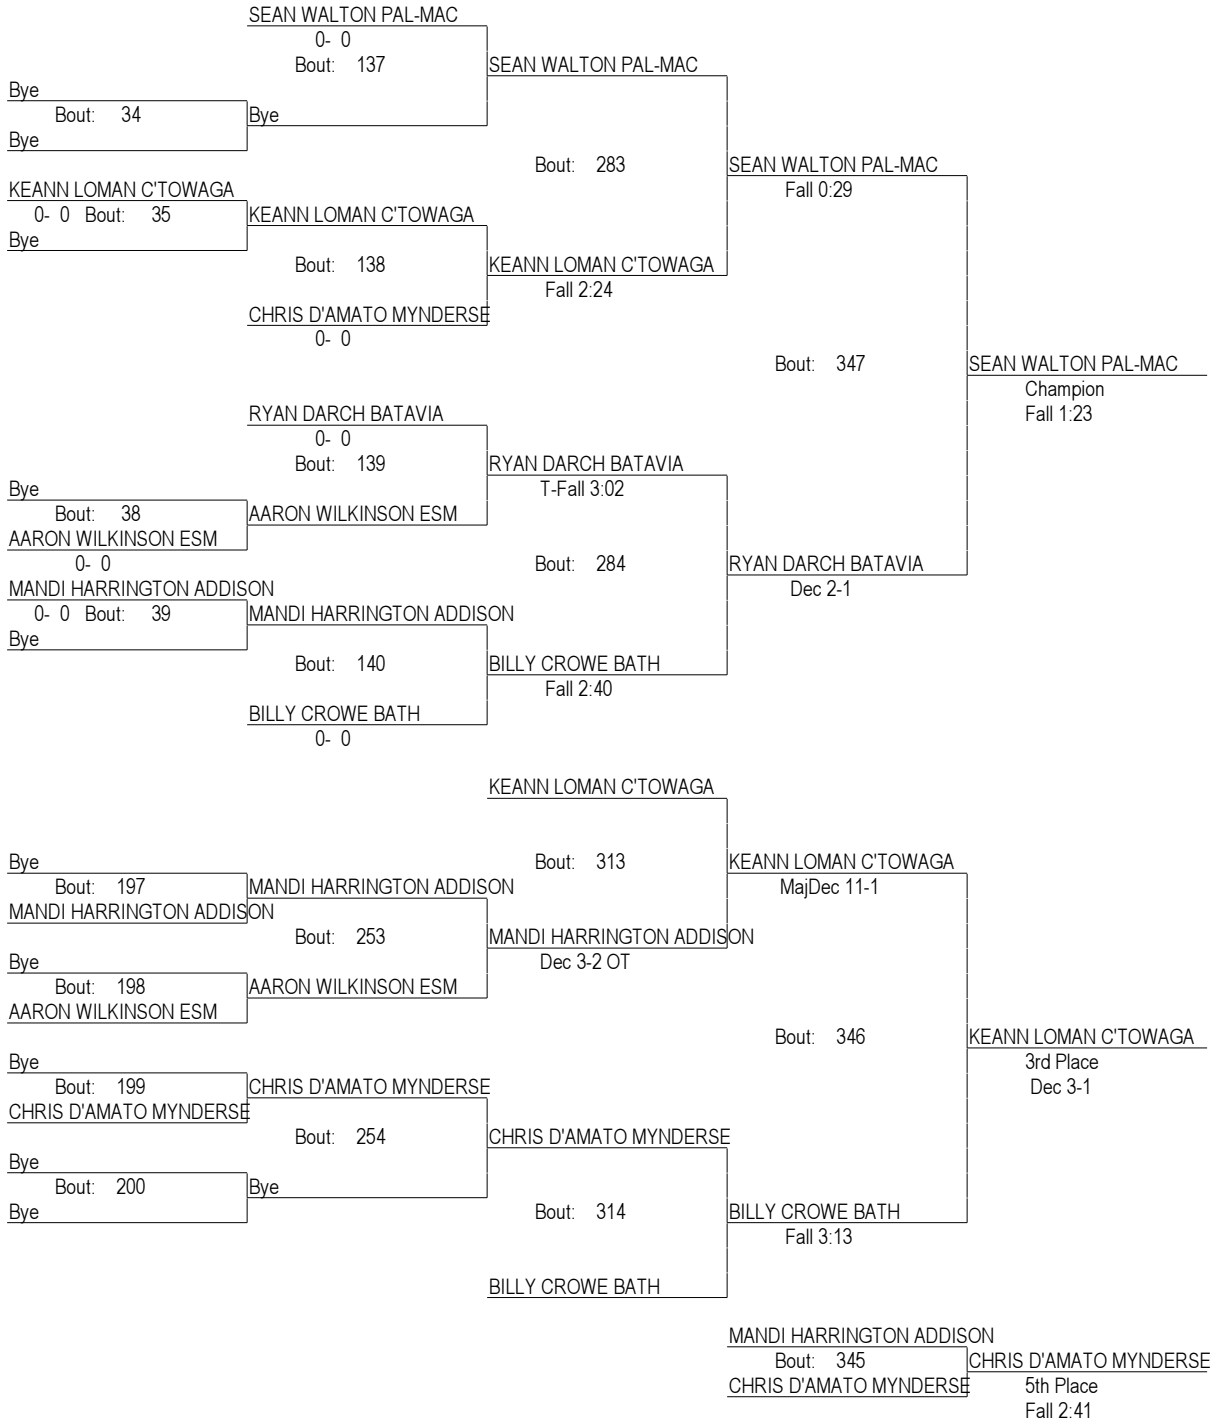 SEAN WALTON PAL-MAC
0- 0
Bout: 137
SEAN WALTON PAL-MAC
Bye
Bout: 34
Bye
Bye
Bout: 283
SEAN WALTON PAL-MAC
Fall 0:29
KEANN LOMAN C'TOWAGA
0- 0 Bout: 35
KEANN LOMAN C'TOWAGA
Bye
Bout: 138
KEANN LOMAN C'TOWAGA
Fall 2:24
CHRIS D'AMATO MYNDERSE
0- 0
Bout: 347
SEAN WALTON PAL-MAC
Champion
Fall 1:23
RYAN DARCH BATAVIA
0- 0
Bout: 139
RYAN DARCH BATAVIA
T-Fall 3:02
Bye
Bout: 38
AARON WILKINSON ESM
AARON WILKINSON ESM
0- 0
Bout: 284
RYAN DARCH BATAVIA
Dec 2-1
MANDI HARRINGTON ADDISON
0- 0 Bout: 39
MANDI HARRINGTON ADDISON
Bye
Bout: 140
BILLY CROWE BATH
Fall 2:40
BILLY CROWE BATH
0- 0
KEANN LOMAN C'TOWAGA
Bout: 313
KEANN LOMAN C'TOWAGA
MajDec 11-1
Bye
Bout: 197
MANDI HARRINGTON ADDISON
MANDI HARRINGTON ADDISON
Bout: 253
MANDI HARRINGTON ADDISON
Dec 3-2 OT
Bye
Bout: 198
AARON WILKINSON ESM
AARON WILKINSON ESM
Bout: 346
KEANN LOMAN C'TOWAGA
3rd Place
Dec 3-1
Bye
Bout: 199
CHRIS D'AMATO MYNDERSE
CHRIS D'AMATO MYNDERSE
Bout: 254
CHRIS D'AMATO MYNDERSE
Bye
Bout: 200
Bye
Bye
Bout: 314
BILLY CROWE BATH
Fall 3:13
BILLY CROWE BATH
MANDI HARRINGTON ADDISON
Bout: 345
CHRIS D'AMATO MYNDERSE
CHRIS D'AMATO MYNDERSE
5th Place
Fall 2:41